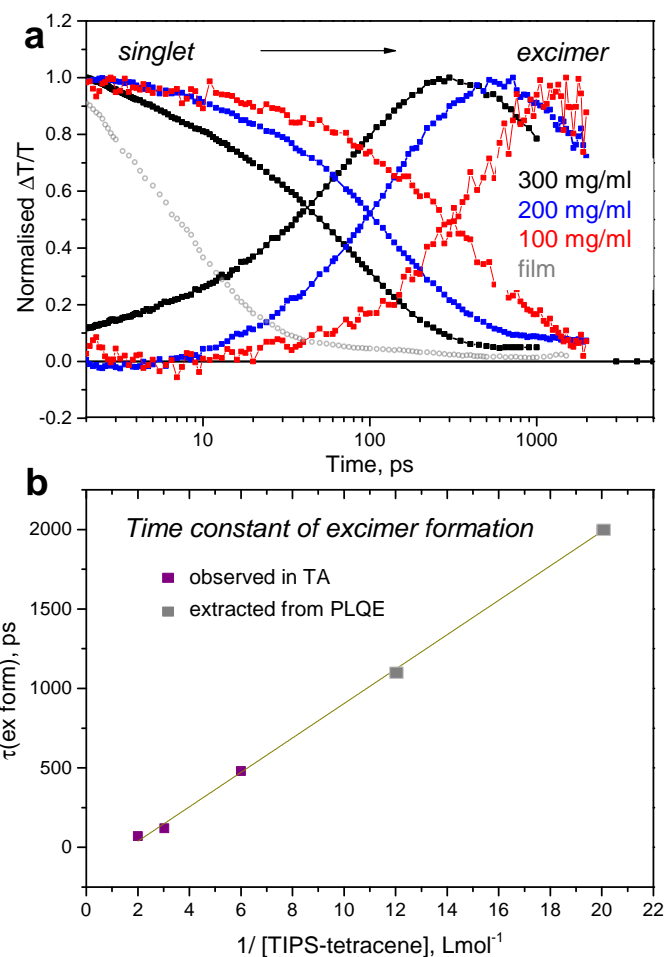 a
singlet excimer
1.2
1.0
0.8
0.6
0.4
0.2
0.0
-0.2
Normalised ΔT/T
300 mg/ml
200 mg/ml
100 mg/ml
film
10 100 1000
Time, ps
b
Time constant of excimer formation
observed in TA
extracted from PLQE
2000
1500
1000
500
0
τ(ex form), ps
0 2 4 6 8 10 12 14 16 18 20 22
1/ [TIPS-tetracene], Lmol⁻¹